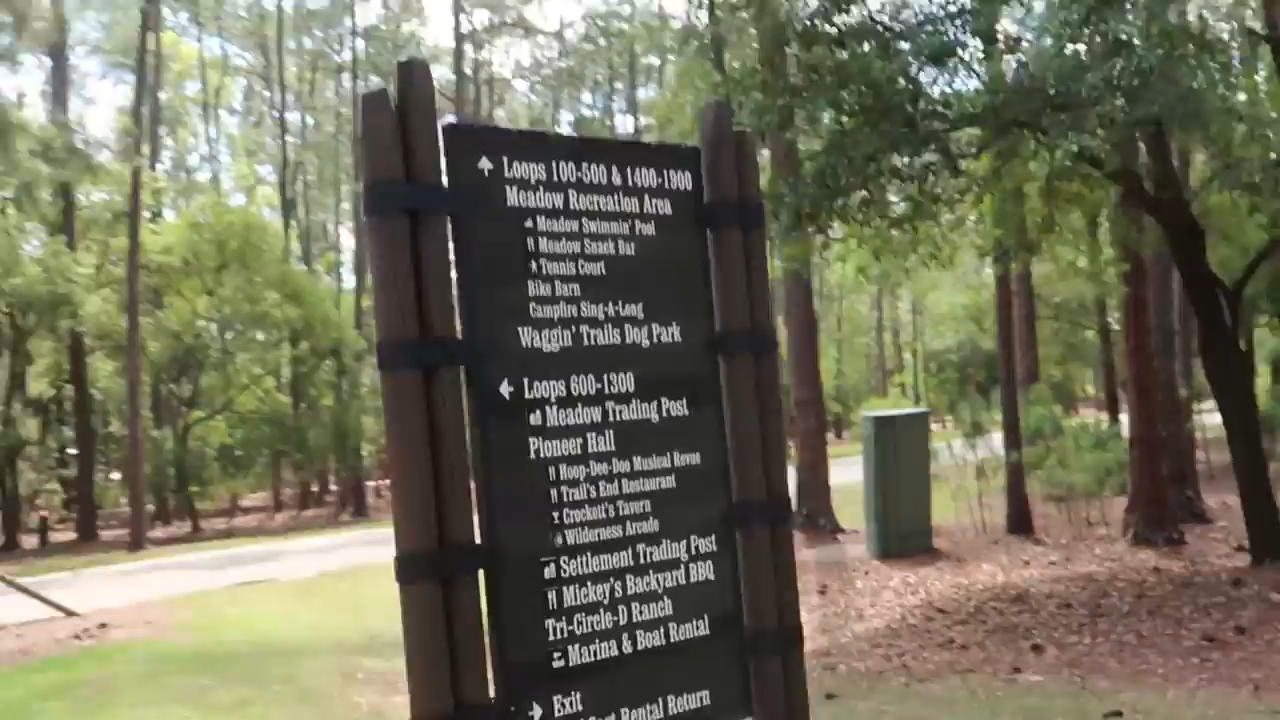 Loops 100-500 & 1400-1900
Meadow Recreation Area
Meadow Swimmin' Pool
Meadow Snack Bar
Tennis Court
Bike Barn
Campfire Sing-A-Long
Waggin' Trails Dog Park
Loops 600-1300
Meadow Trading Post
Pioneer Hall
Hoop-Dee-Doo Musical Revue
Trail's End Restaurant
Crockett's Tavern
Wilderness Arcade
Settlement Trading Post
Mickey's Backyard BBQ
Tri-Circle-D Ranch
Marina & Boat Rental
Exit
Rental Return